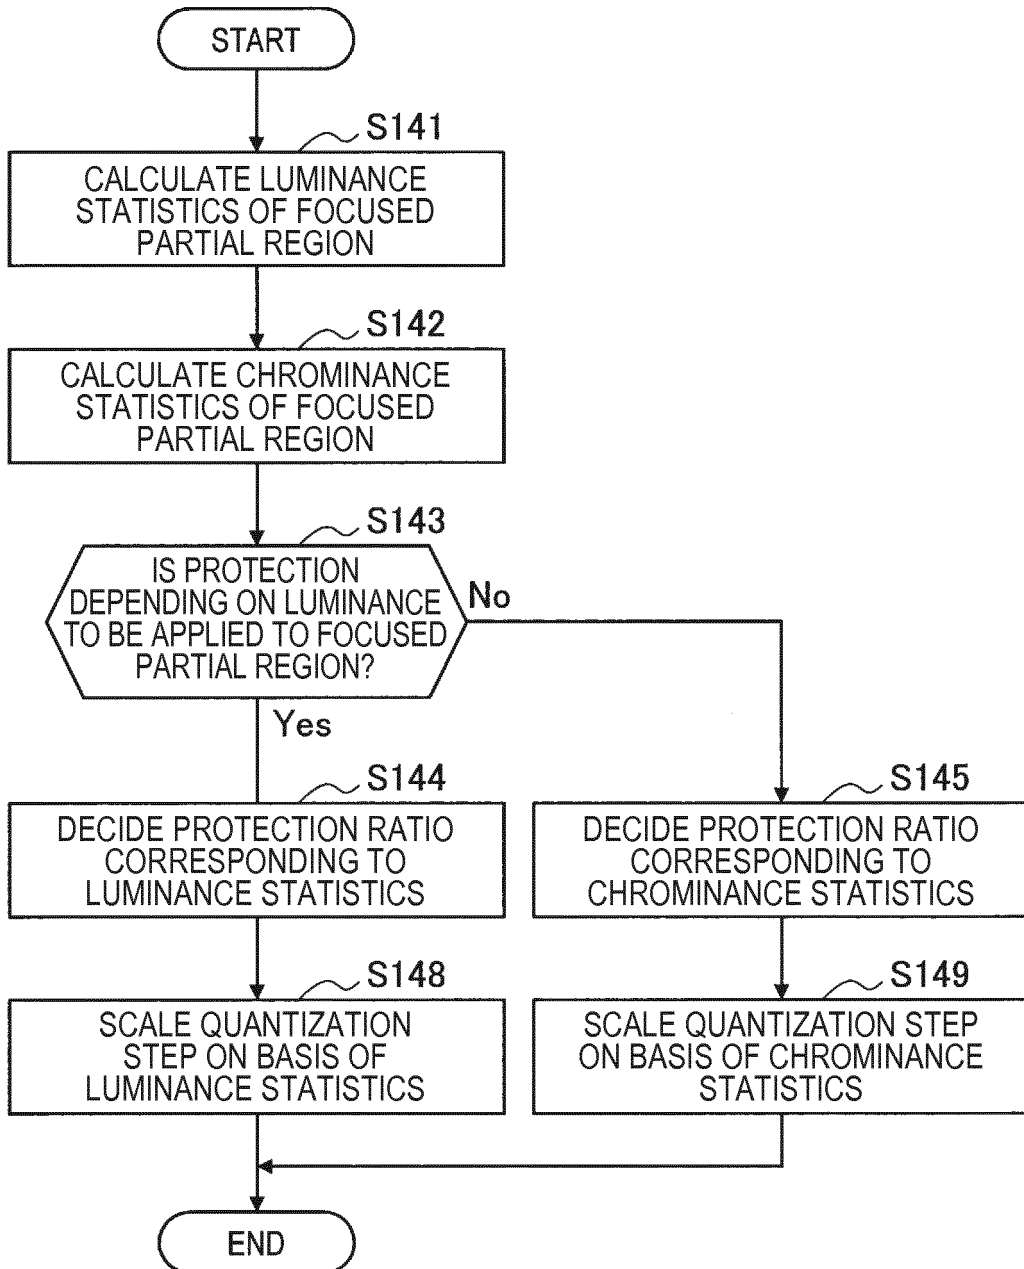 START
S141
CALCULATE LUMINANCE
STATISTICS OF FOCUSED
PARTIAL REGION
S142
CALCULATE CHROMINANCE
STATISTICS OF FOCUSED
PARTIAL REGION
S143
IS PROTECTION
DEPENDING ON LUMINANCE
TO BE APPLIED TO FOCUSED
PARTIAL REGION?
No
Yes
S144
DECIDE PROTECTION RATIO
CORRESPONDING TO
LUMINANCE STATISTICS
S145
DECIDE PROTECTION RATIO
CORRESPONDING TO
CHROMINANCE STATISTICS
S148
SCALE QUANTIZATION
STEP ON BASIS OF
LUMINANCE STATISTICS
S149
SCALE QUANTIZATION STEP
ON BASIS OF CHROMINANCE
STATISTICS
END